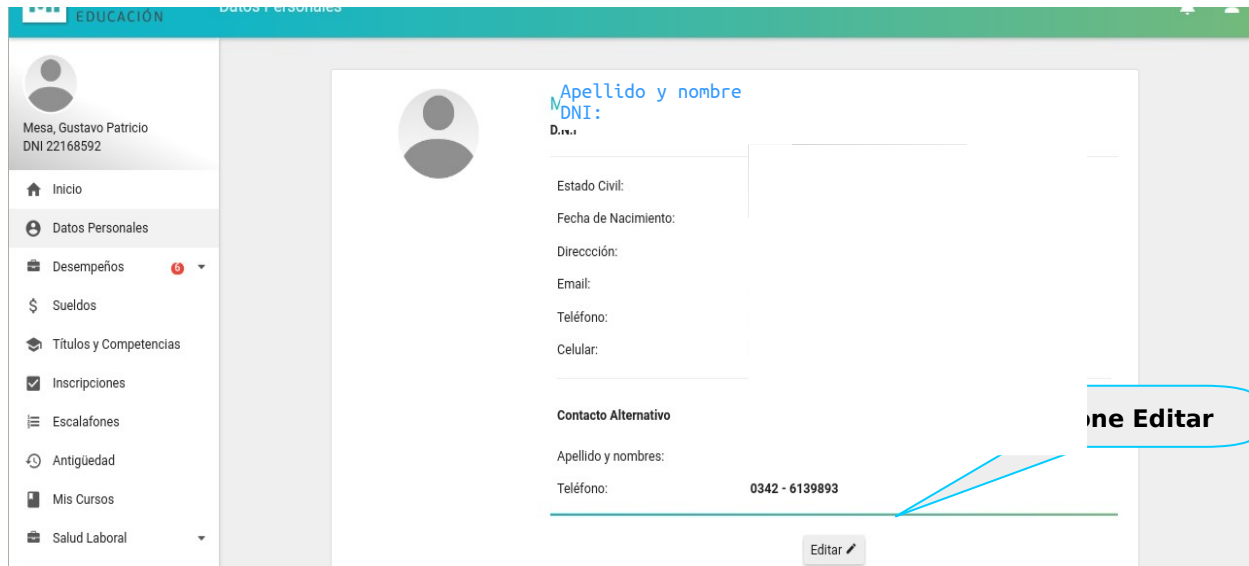 EDUCACIÓN
Datos Personales
Mesa, Gustavo Patricio
DNI 22168592
Inicio
Datos Personales
Desempeños 6
$ Sueldos
Títulos y Competencias
Inscripciones
Escalafones
Antigüedad
Mis Cursos
Salud Laboral
Apellido y nombre
DNI:
Estado Civil:
Fecha de Nacimiento:
Direccción:
Email:
Teléfono:
Celular:
Contacto Alternativo
Apellido y nombres:
Teléfono: 0342 - 6139893
Editar
Editar